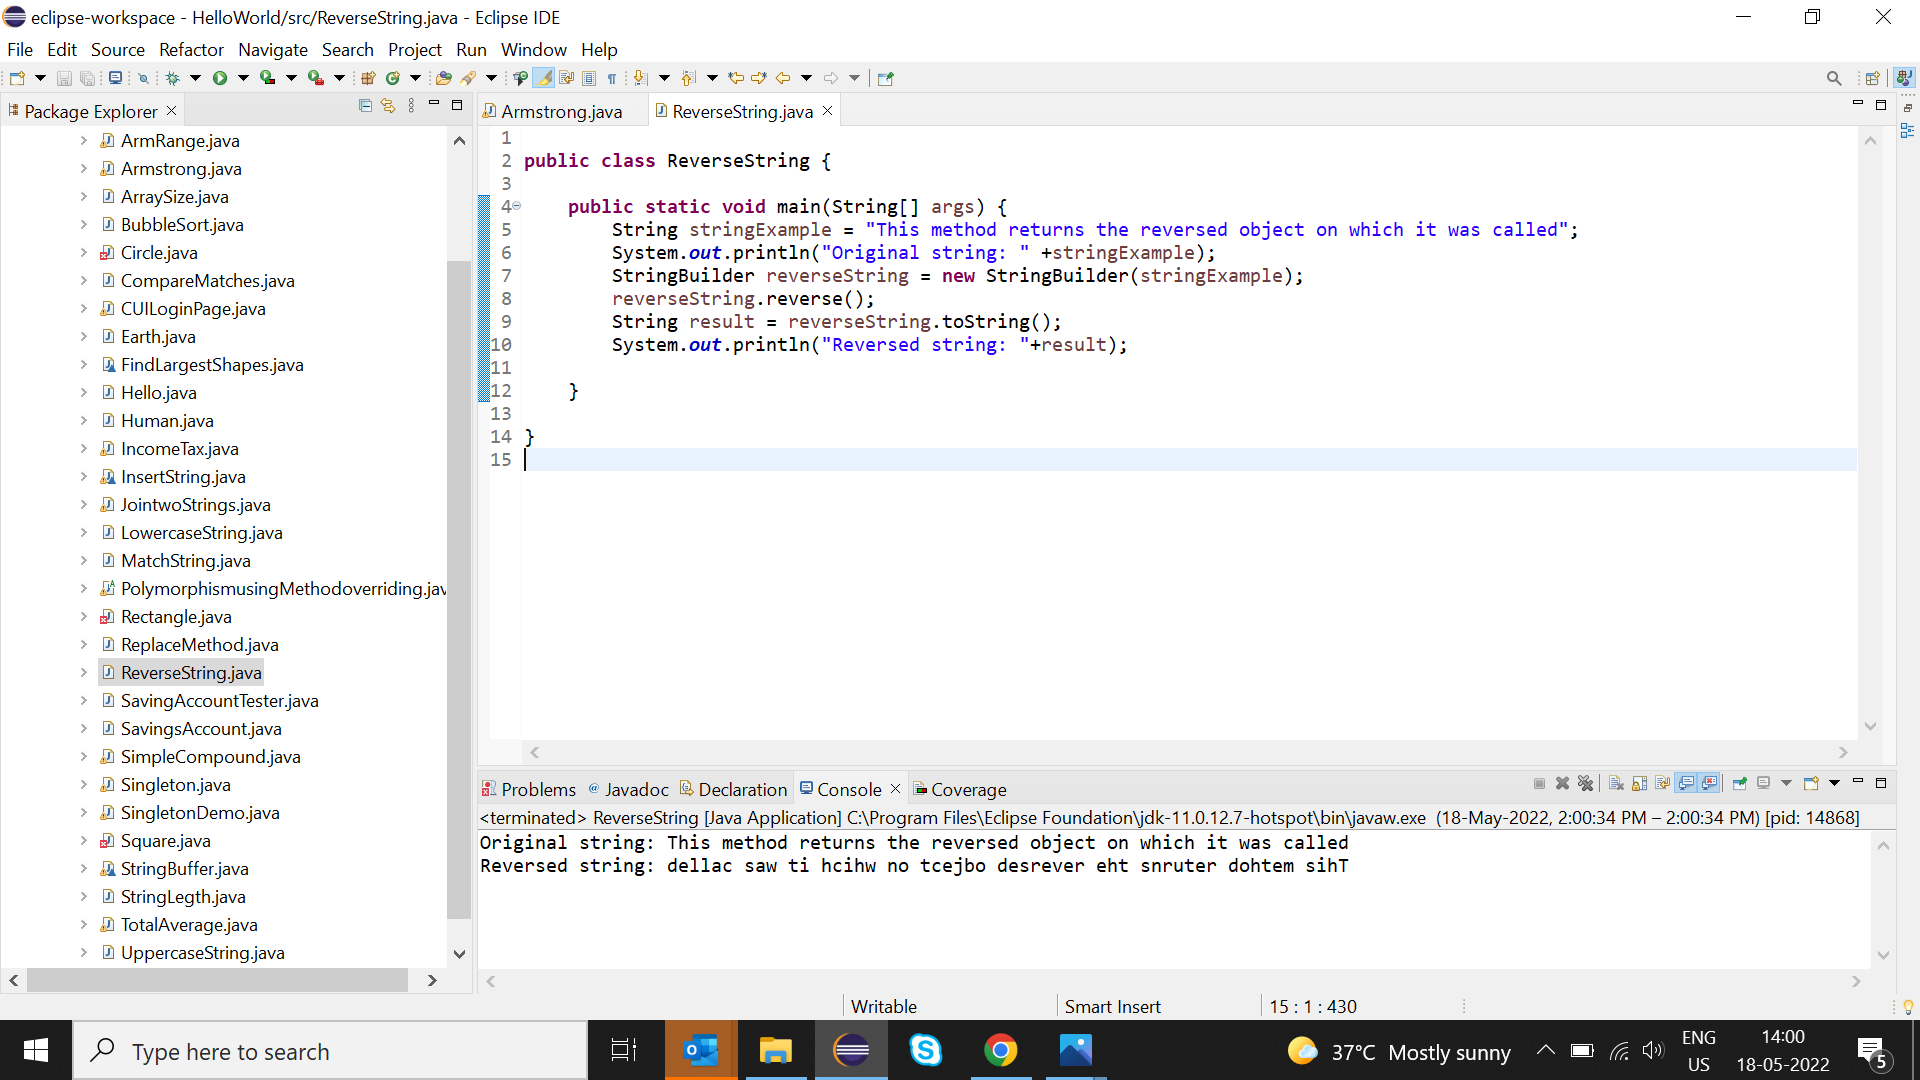 eclipse-workspace - HelloWorld/src/ReverseString.java - Eclipse IDE
File Edit Source Refactor Navigate Search Project Run Window Help
Package Explorer
ArmRange.java
Armstrong.java
ArraySize.java
BubbleSort.java
Circle.java
CompareMatches.java
CUILoginPage.java
Earth.java
FindLargestShapes.java
Hello.java
Human.java
IncomeTax.java
InsertString.java
JointwoStrings.java
LowercaseString.java
MatchString.java
PolymorphismusingMethodoverriding.jav
Rectangle.java
ReplaceMethod.java
ReverseString.java
SavingAccountTester.java
SavingsAccount.java
SimpleCompound.java
Singleton.java
SingletonDemo.java
Square.java
StringBuffer.java
StringLegth.java
TotalAverage.java
UppercaseString.java
Armstrong.java ReverseString.java
1
2 public class ReverseString {
3
4 public static void main(String[] args) {
5 String stringExample = "This method returns the reversed object on which it was called";
6 System.out.println("Original string: " +stringExample);
7 StringBuilder reverseString = new StringBuilder(stringExample);
8 reverseString.reverse();
9 String result = reverseString.toString();
10 System.out.println("Reversed string: "+result);
11
12 }
13
14 }
15
Problems @ Javadoc Declaration Console Coverage
<terminated> ReverseString [Java Application] C:\Program Files\Eclipse Foundation\jdk-11.0.12.7-hotspot\bin\javaw.exe (18-May-2022, 2:00:34 PM – 2:00:34 PM) [pid: 14868]
Original string: This method returns the reversed object on which it was called
Reversed string: dellac saw ti hcihw no tcejbo desrever eht snruter dohtem sihT
Writable Smart Insert 15 : 1 : 430
Type here to search
37°C Mostly sunny
ENG
US
14:00
18-05-2022
5